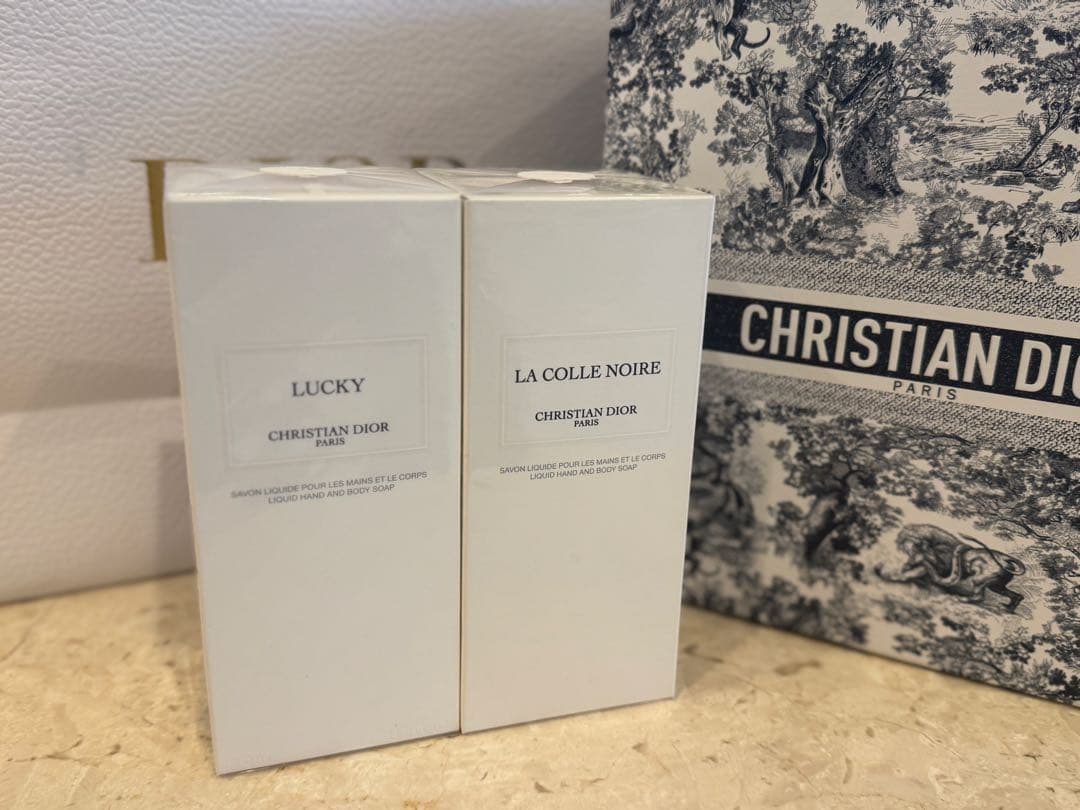 DIOR
LUCKY
CHRISTIAN DIOR
PARIS
SAVON LIQUIDE POUR LES MAINS ET LE CORPS
LIQUID HAND AND BODY SOAP
LA COLLE NOIRE
CHRISTIAN DIOR
PARIS
SAVON LIQUIDE POUR LES MAINS ET LE CORPS
LIQUID HAND AND BODY SOAP
CHRISTIAN DIO
PARIS